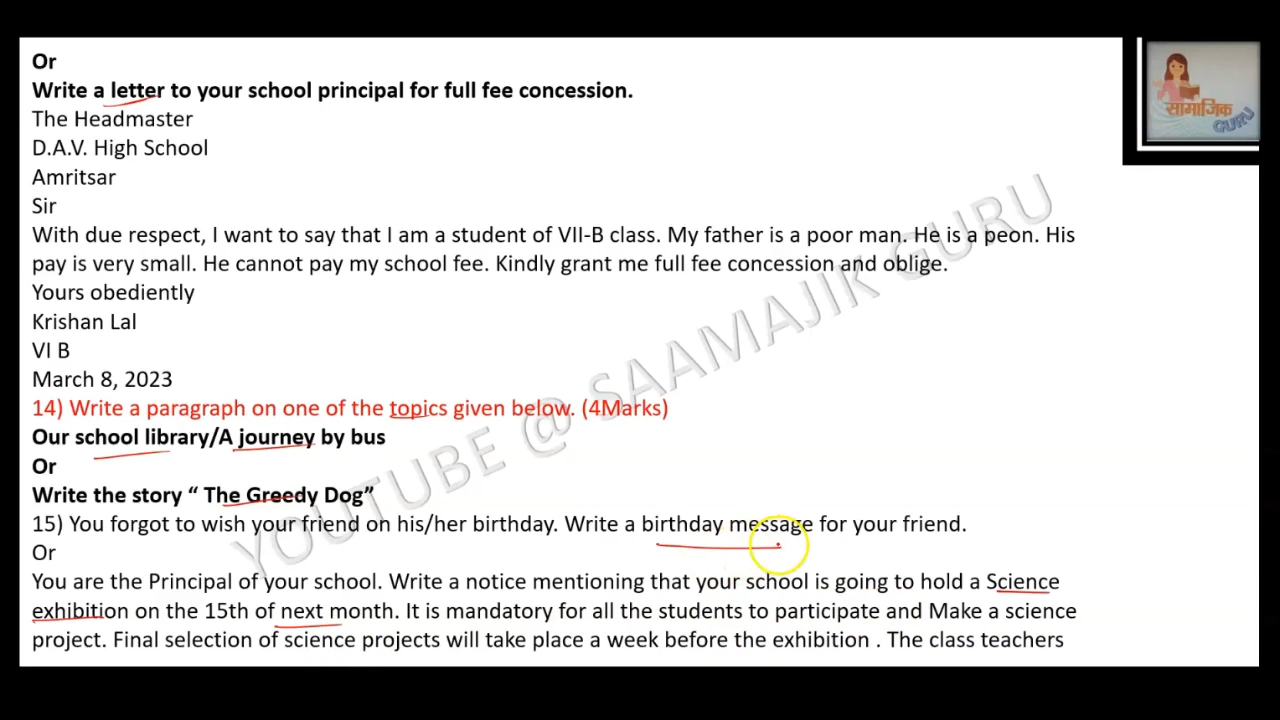 Or
Write a letter to your school principal for full fee concession.
The Headmaster
D.A.V. High School
Amritsar
Sir
With due respect, I want to say that I am a student of VII-B class. My father is a poor man. He is a peon. His
pay is very small. He cannot pay my school fee. Kindly grant me full fee concession and oblige.
Yours obediently
Krishan Lal
VI B
March 8, 2023
14) Write a paragraph on one of the topics given below. (4Marks)
Our school library/A journey by bus
Or
Write the story “ The Greedy Dog”
15) You forgot to wish your friend on his/her birthday. Write a birthday message for your friend.
Or
You are the Principal of your school. Write a notice mentioning that your school is going to hold a Science
exhibition on the 15th of next month. It is mandatory for all the students to participate and Make a science
project. Final selection of science projects will take place a week before the exhibition . The class teachers
YOUTUBE @ SAAMAJIK GURU
सामाजिक
GURU